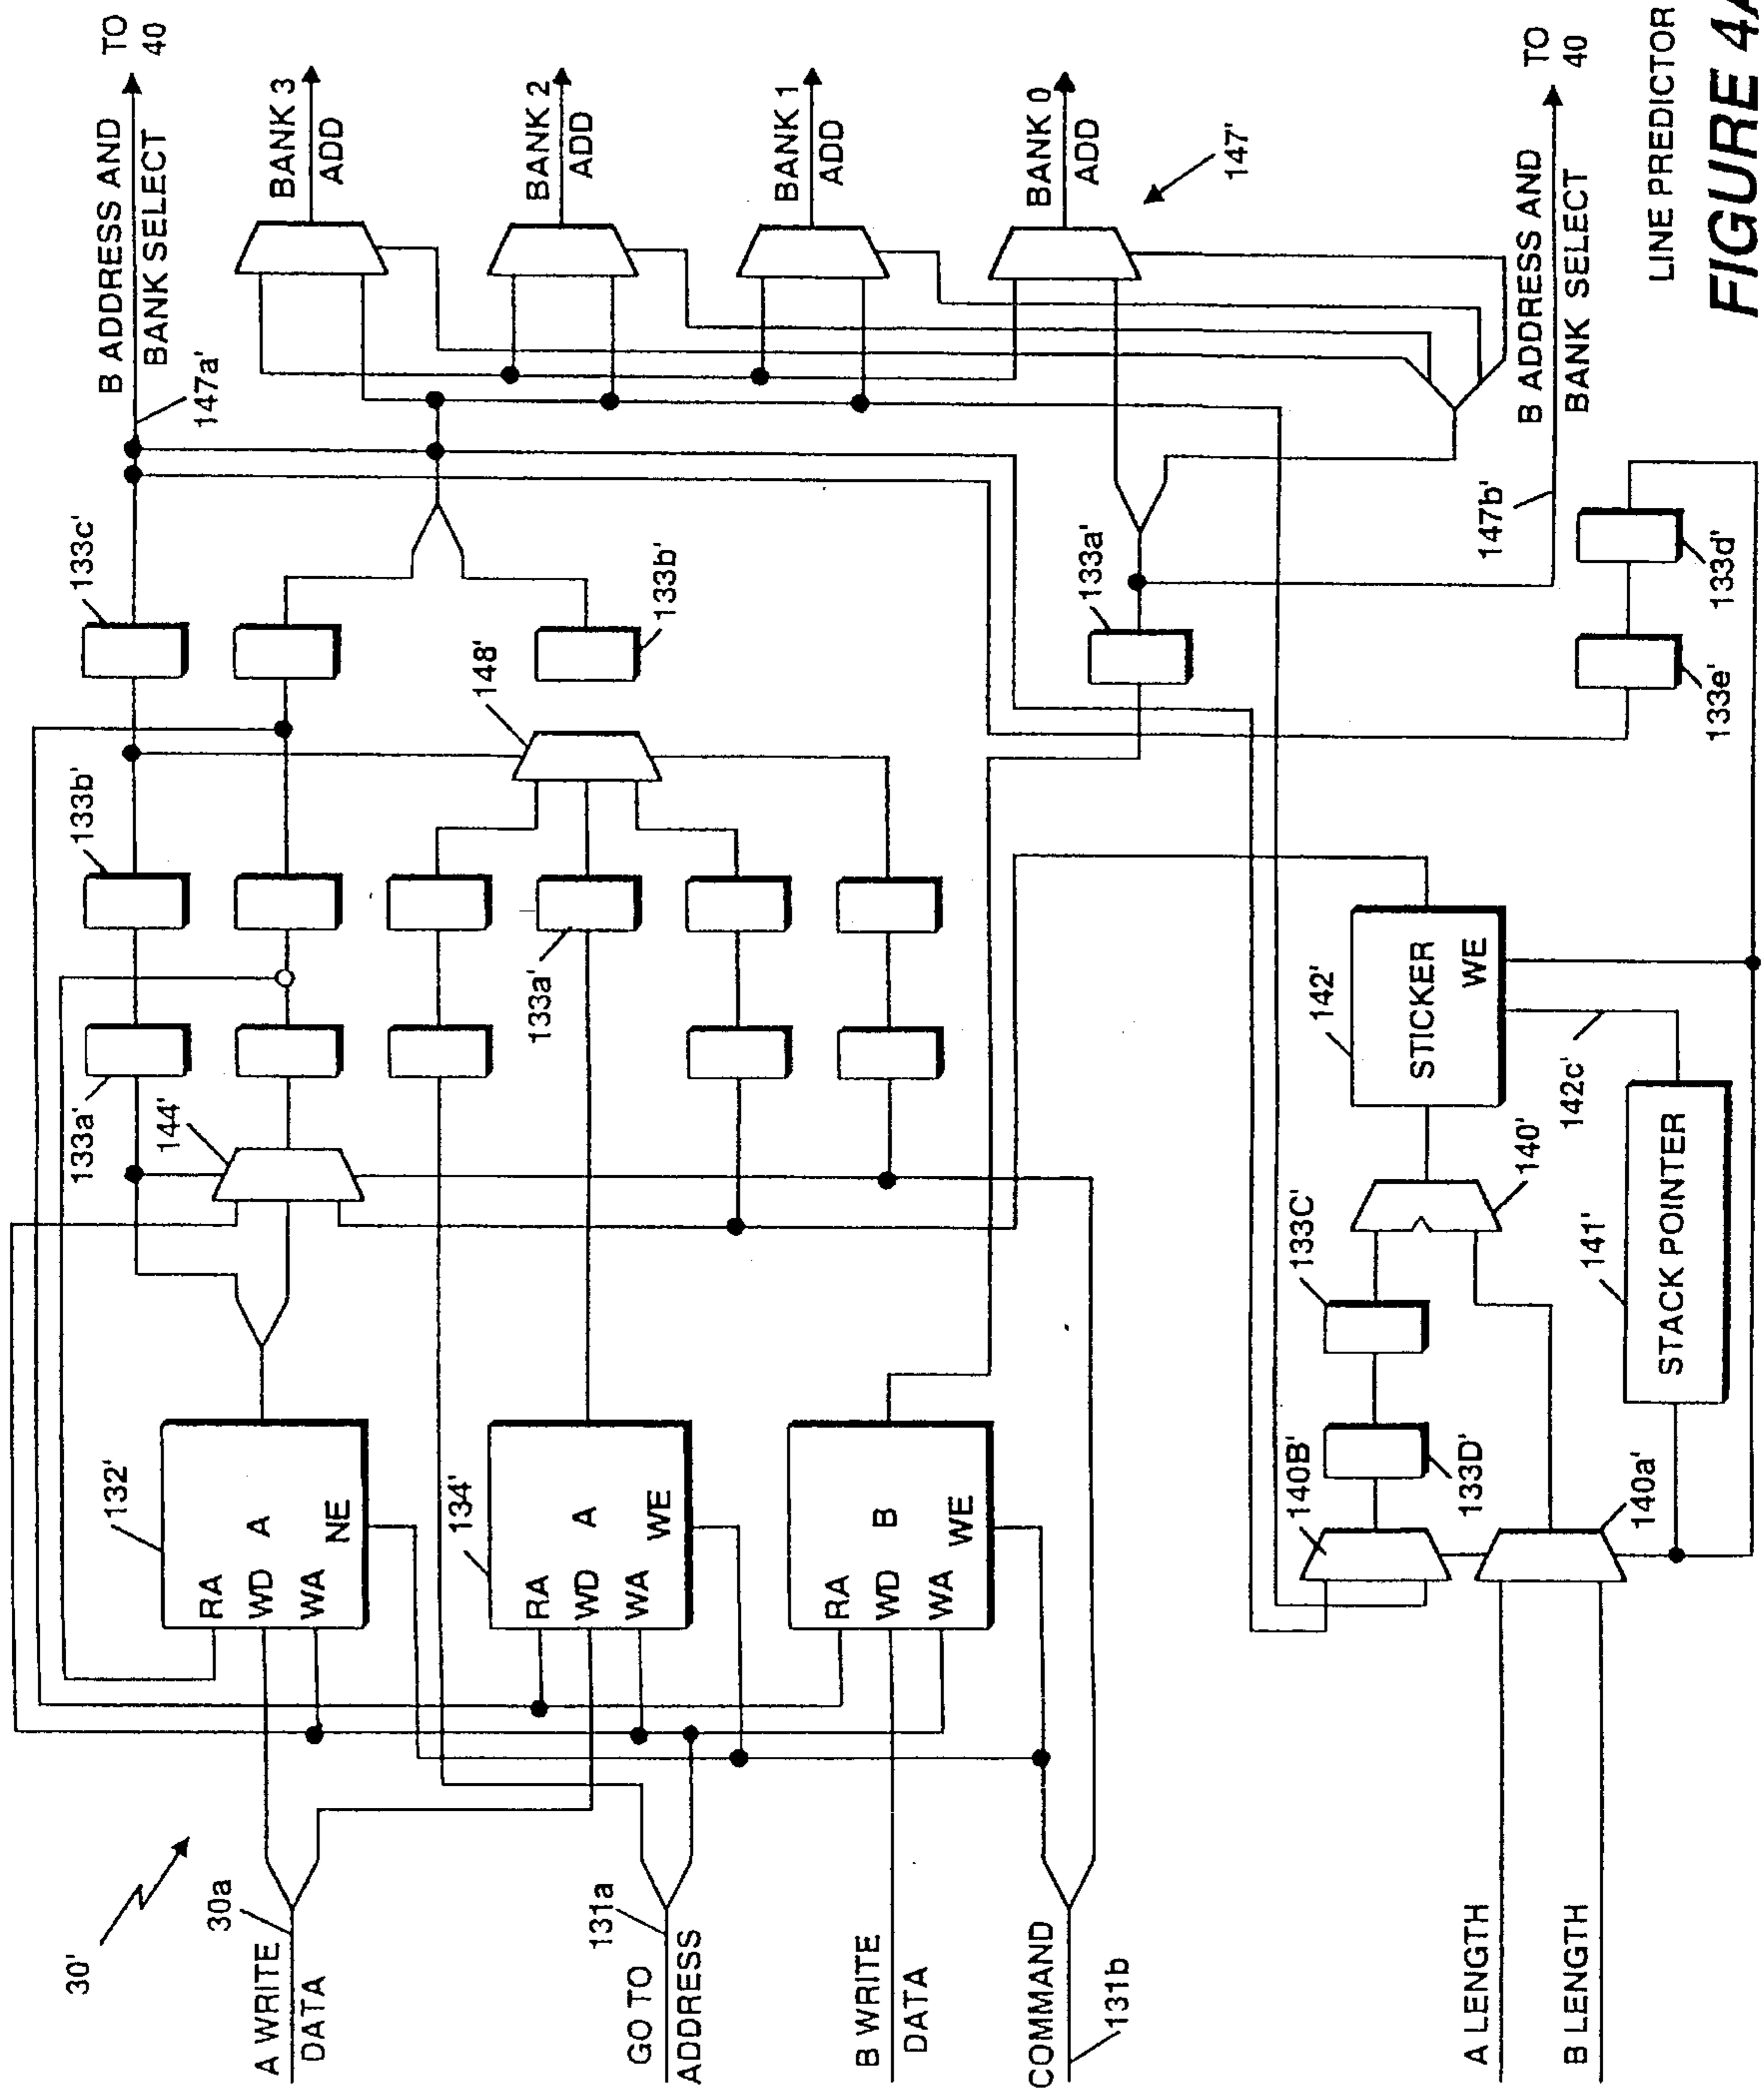 30'
A WRITE
DATA
30a
GO TO
ADDRESS
131a
B WRITE
DATA
COMMAND
131b
A LENGTH
B LENGTH
132'
RA
WD
WA
A
NE
134'
RA
WD
WA
A
WE
RA
WD
WA
B
WE
140B'
133D'
133C'
140a'
140'
141'
STACK POINTER
142'
STICKER
WE
142c'
144'
133a'
133b'
133c'
133a'
148'
133b'
133a'
133e'
133d'
147a'
B ADDRESS AND
BANK SELECT
TO
40
BANK 3
ADD
BANK 2
ADD
BANK 1
ADD
BANK 0
ADD
147'
147b'
B ADDRESS AND
BANK SELECT
TO
40
LINE PREDICTOR
FIGURE 4A